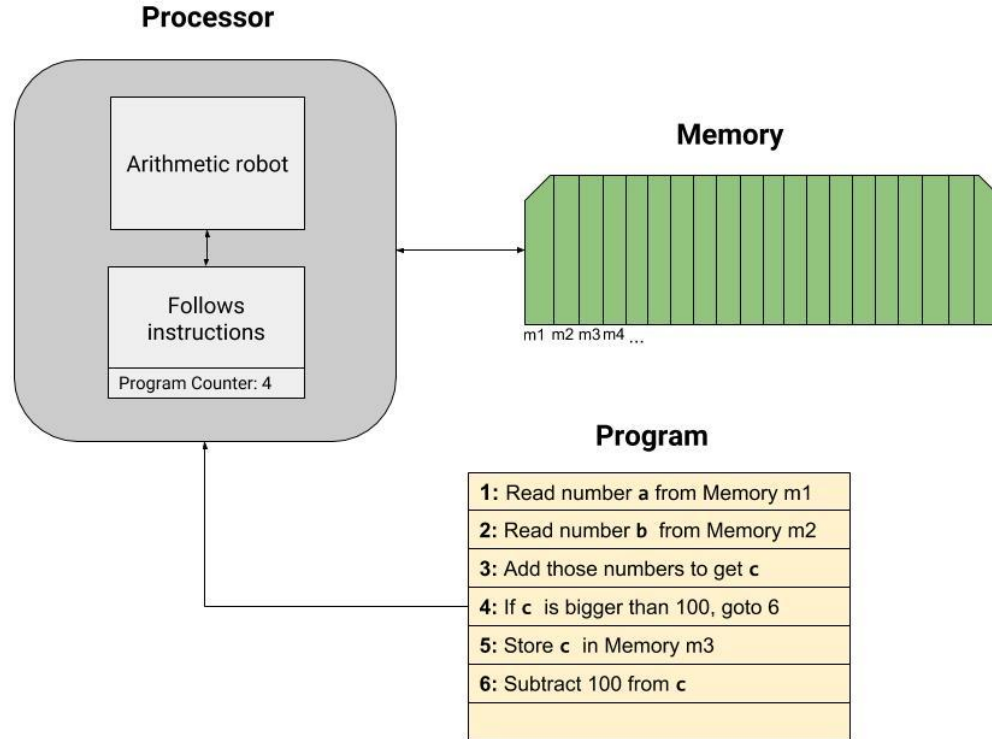 Processor
Arithmetic robot
Follows
instructions
Program Counter: 4
Memory
m1 m2 m3 m4 ...
Program
1: Read number a from Memory m1
2: Read number b from Memory m2
3: Add those numbers to get c
4: If c is bigger than 100, goto 6
5: Store c in Memory m3
6: Subtract 100 from c